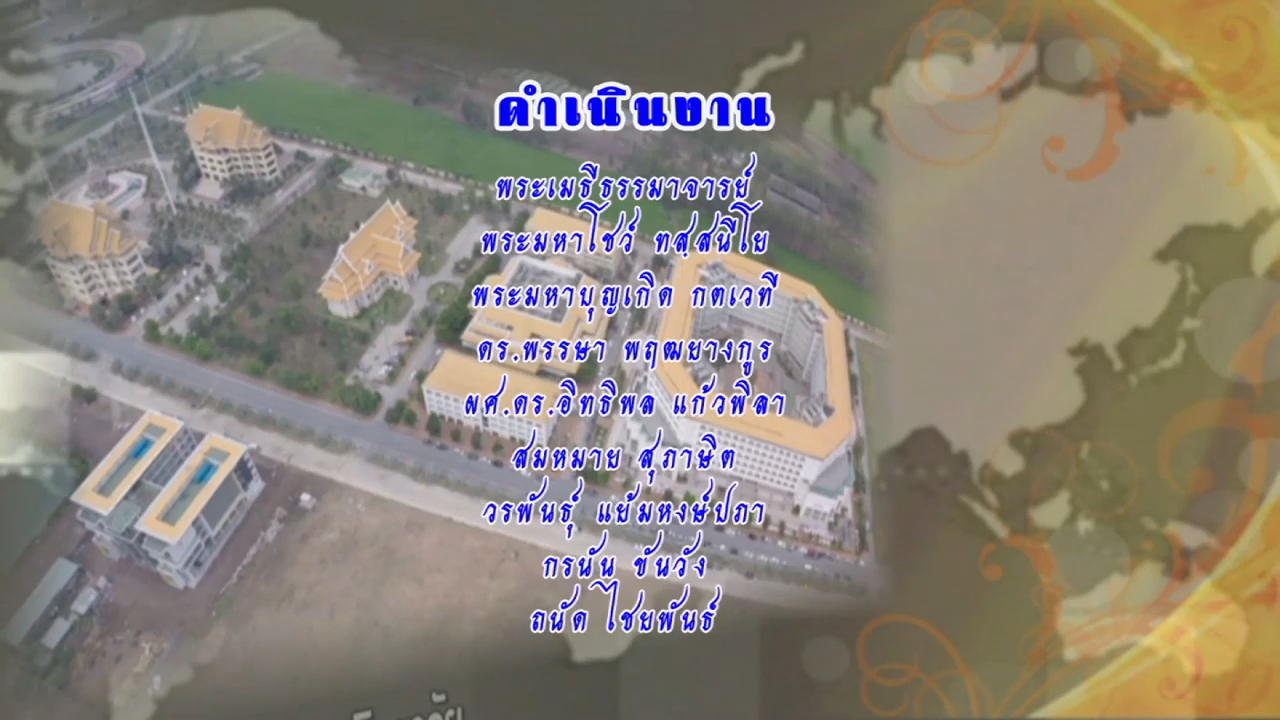 ดำเนินงาน
พระเมธีธรรมาจารย์
พระมหาโชว์ ทสฺสนีโย
พระมหาบุญเกิด กตเวที
ดร.พรรษา พฤฒยางกูร
ผศ.ดร.อิทธิพล แก้วพิลา
สมหมาย สุภาษิต
วรพันธุ์ แย้มหงษ์ปภา
กรนัน ขันวัง
ถนัด ไชยพันธ์